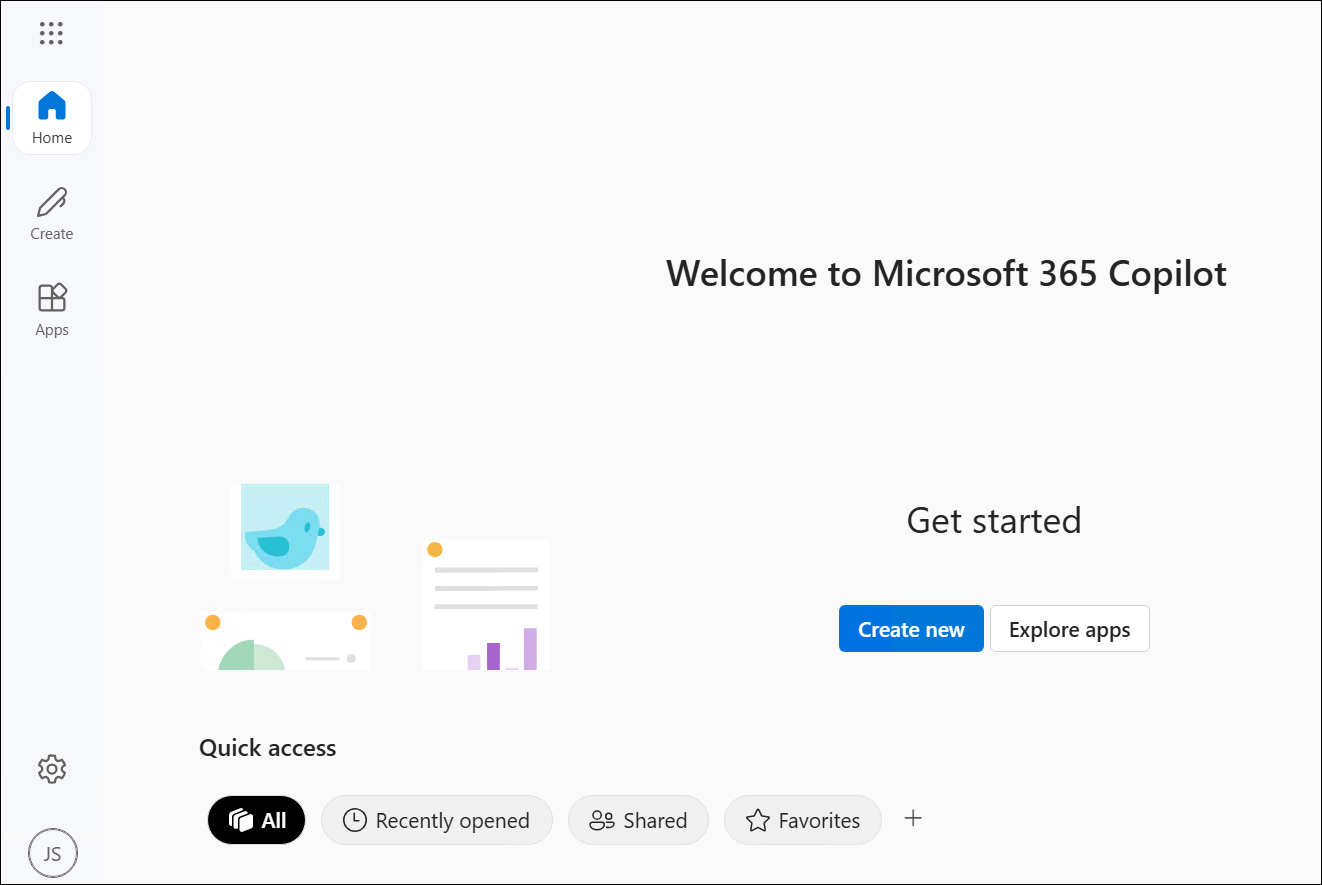 Home
Create
Apps
JS
Welcome to Microsoft 365 Copilot
Get started
Create new
Explore apps
Quick access
All
Recently opened
Shared
Favorites